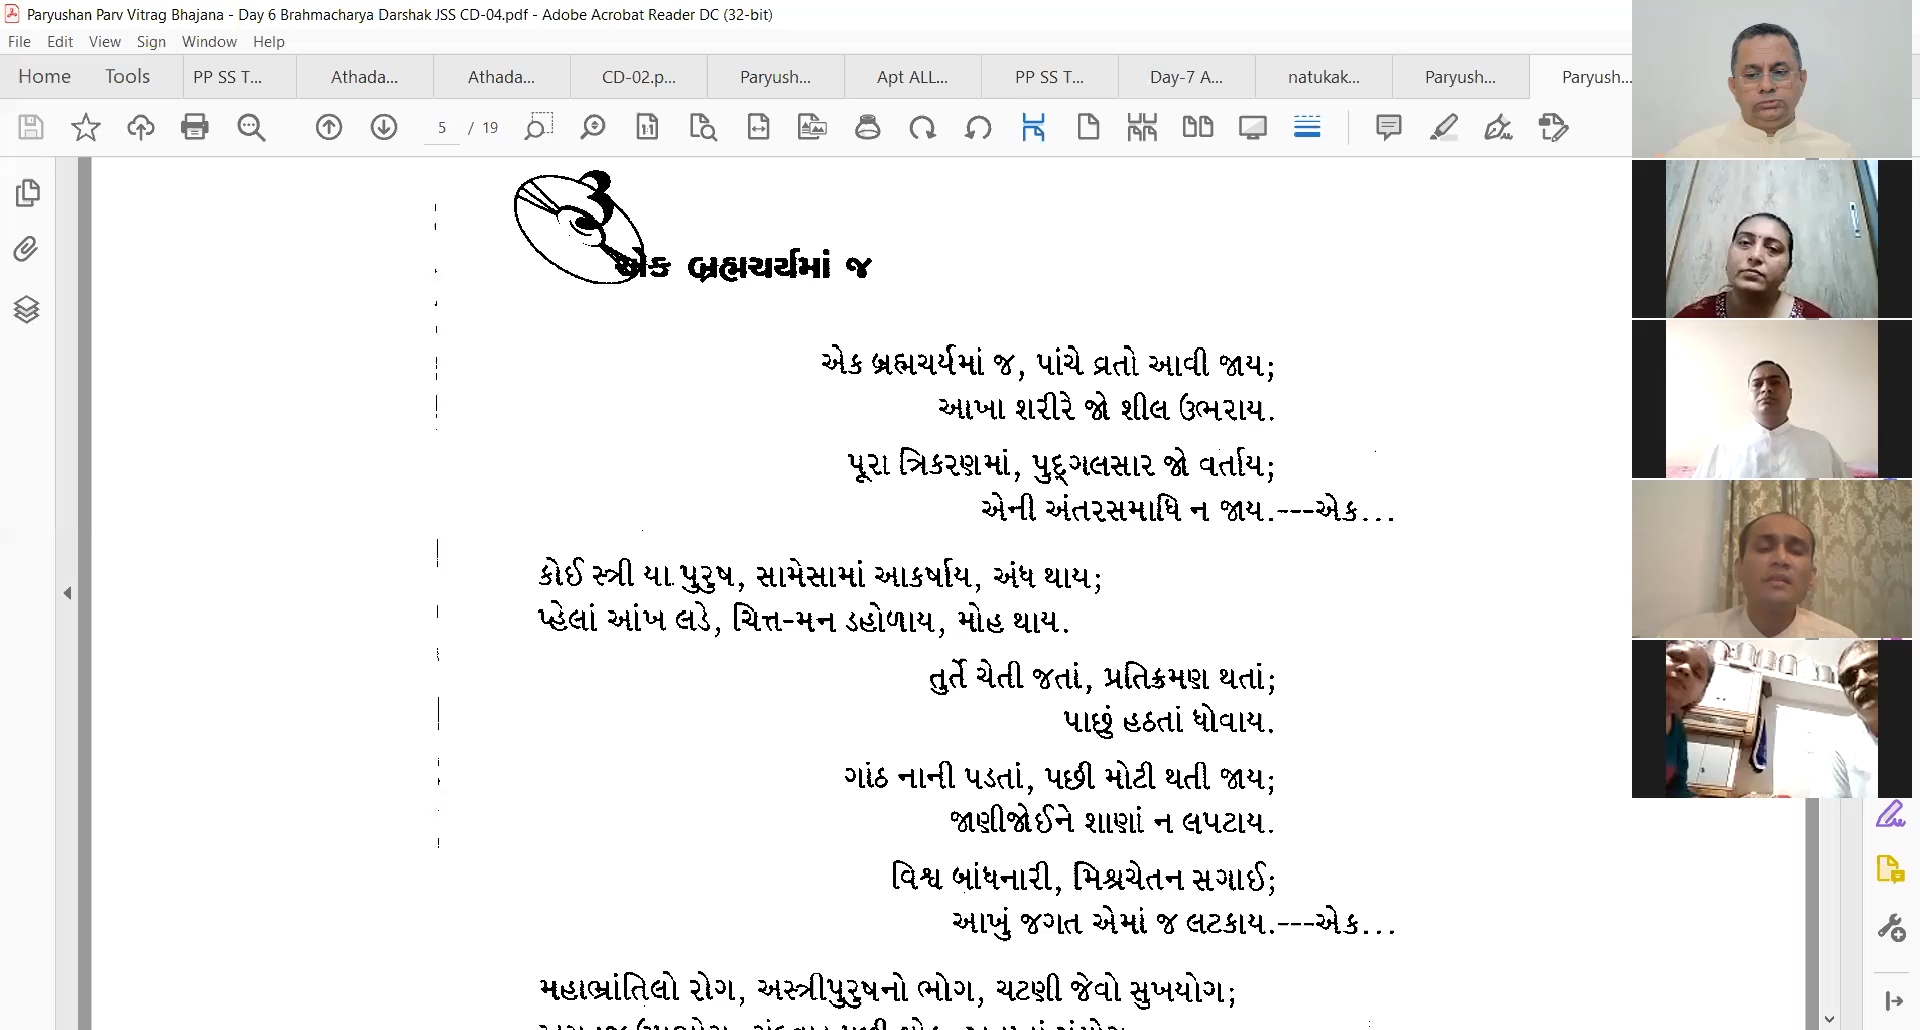 Paryushan Parv Vitrag Bhajana - Day 6 Brahmacharya Darshak JSS CD-04.pdf - Adobe Acrobat Reader DC (32-bit)
File Edit View Sign Window Help
Home Tools PP SS T... Athada... Athada... CD-02.p... Paryush... Apt ALL... PP SS T... Day-7 A... natukak... Paryush... Paryush...
5 / 19
૩
એક બ્રહ્મચર્યમાં જ
એક બ્રહ્મચર્યમાં જ, પાંચે વ્રતો આવી જાય;
આખા શરીરે જો શીલ ઉભરાય.
પૂરા ત્રિકરણમાં, પુદ્ગલસાર જો વર્તાય;
એની અંતરસમાધિ ન જાય.---એક...
કોઈ સ્ત્રી યા પુરુષ, સામેસામાં આકર્ષાય, અંધ થાય;
પ્હેલાં આંખ લડે, ચિત્ત-મન ડહોળાય, મોહ થાય.
તુર્તે ચેતી જતાં, પ્રતિક્રમણ થતાં;
પાછું હઠતાં ધોવાય.
ગાંઠ નાની પડતાં, પછી મોટી થતી જાય;
જાણીજોઈને શાણાં ન લપટાય.
વિશ્વ બાંધનારી, મિશ્રચેતન સગાઈ;
આખું જગત એમાં જ લટકાય.---એક...
મહાભ્રાંતિલો રોગ, અસ્ત્રીપુરુષનો ભોગ, ચટણી જેવો સુખયોગ;